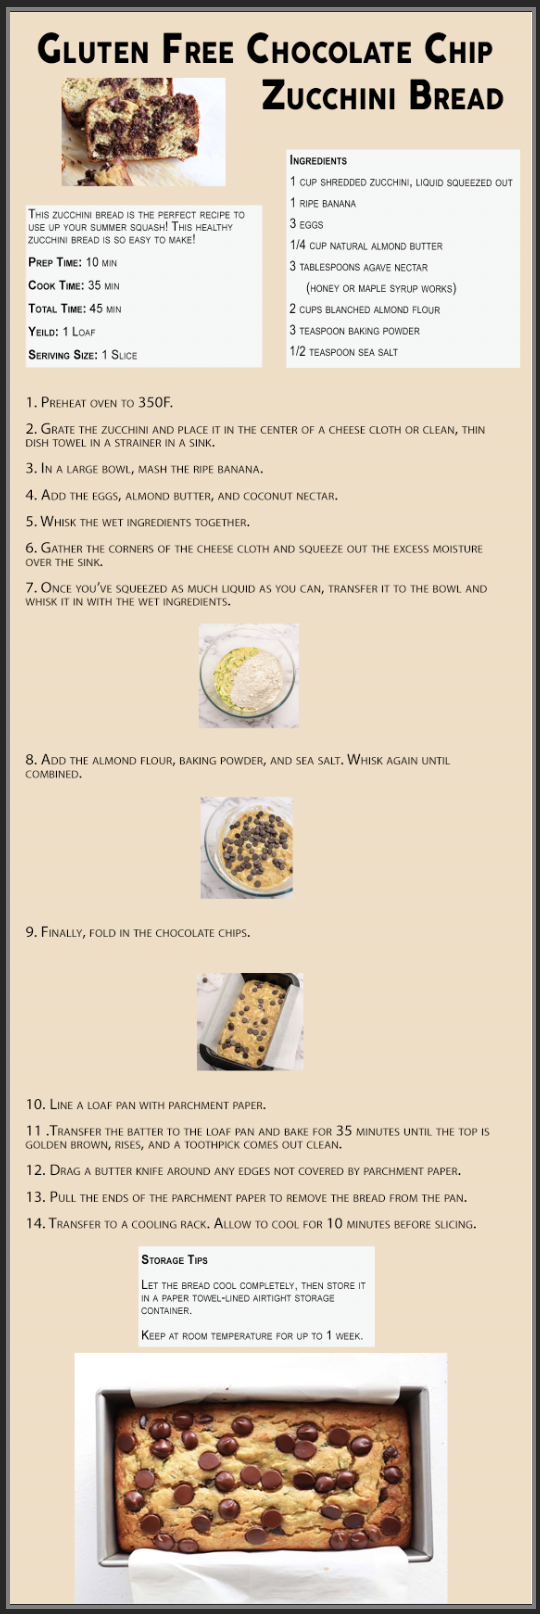 Gluten Free Chocolate Chip
Zucchini Bread
This zucchini bread is the perfect recipe to
use up your summer squash! This healthy
zucchini bread is so easy to make!
Prep Time: 10 min
Cook Time: 35 min
Total Time: 45 min
Yeild: 1 Loaf
Seriving Size: 1 Slice
Ingredients
1 cup shredded zucchini, liquid squeezed out
1 ripe banana
3 eggs
1/4 cup natural almond butter
3 tablespoons agave nectar
(honey or maple syrup works)
2 cups blanched almond flour
3 teaspoon baking powder
1/2 teaspoon sea salt
1. Preheat oven to 350F.
2. Grate the zucchini and place it in the center of a cheese cloth or clean, thin
dish towel in a strainer in a sink.
3. In a large bowl, mash the ripe banana.
4. Add the eggs, almond butter, and coconut nectar.
5. Whisk the wet ingredients together.
6. Gather the corners of the cheese cloth and squeeze out the excess moisture
over the sink.
7. Once you've squeezed as much liquid as you can, transfer it to the bowl and
whisk it in with the wet ingredients.
8. Add the almond flour, baking powder, and sea salt. Whisk again until
combined.
9. Finally, fold in the chocolate chips.
10. Line a loaf pan with parchment paper.
11 .Transfer the batter to the loaf pan and bake for 35 minutes until the top is
golden brown, rises, and a toothpick comes out clean.
12. Drag a butter knife around any edges not covered by parchment paper.
13. Pull the ends of the parchment paper to remove the bread from the pan.
14. Transfer to a cooling rack. Allow to cool for 10 minutes before slicing.
Storage Tips
Let the bread cool completely, then store it
in a paper towel-lined airtight storage
container.
Keep at room temperature for up to 1 week.